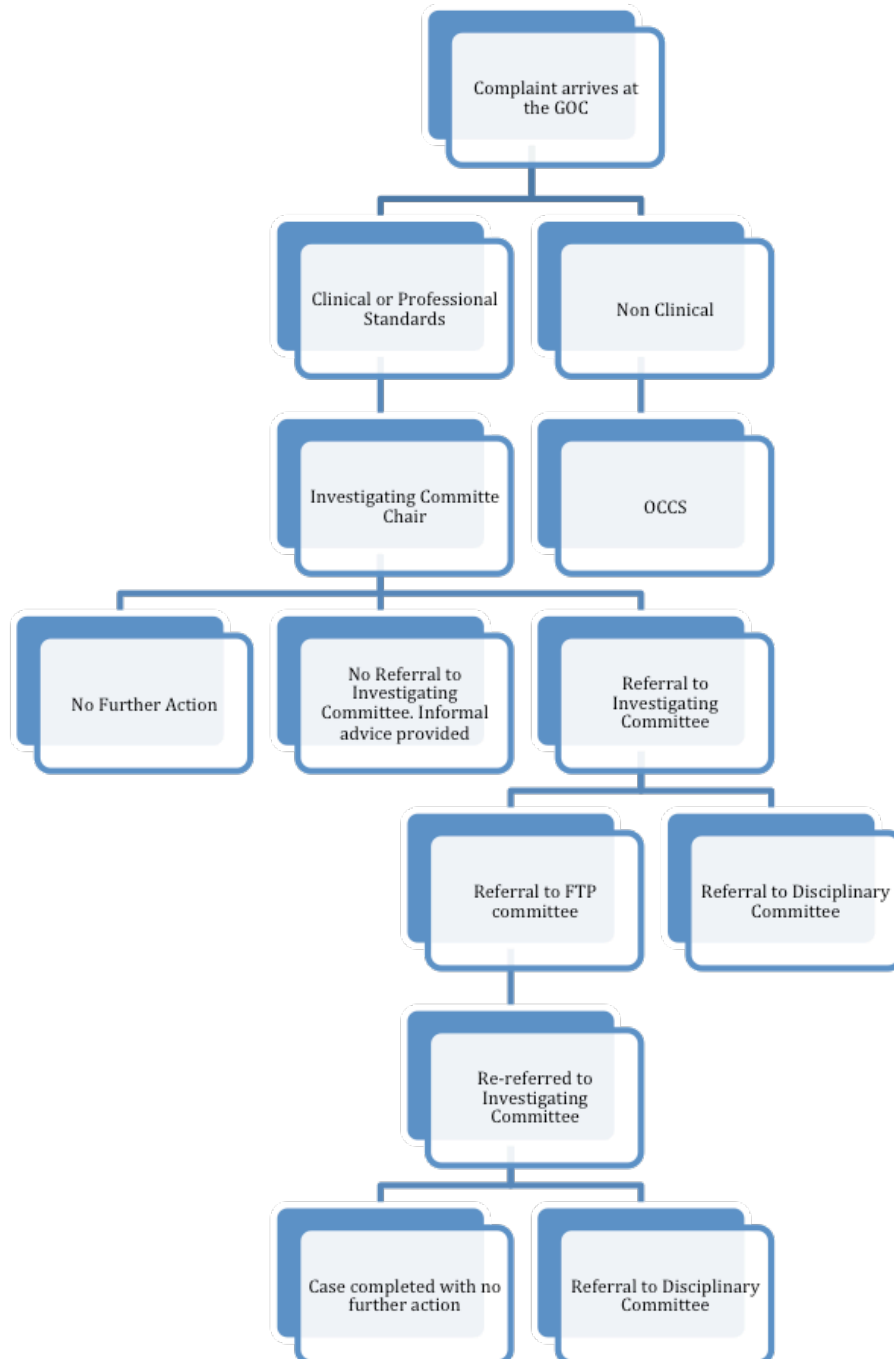 Complaint arrives at
the GOC
Clinical or Professional
Standards
Non Clinical
Investigating Committe
Chair
OCCS
No Further Action
No Referral to
Investigating
Committee. Informal
advice provided
Referral to
Investigating
Committee
Referral to FTP
committee
Referral to Disciplinary
Committee
Re-referred to
Investigating
Committee
Case completed with no
further action
Referral to Disciplinary
Committee